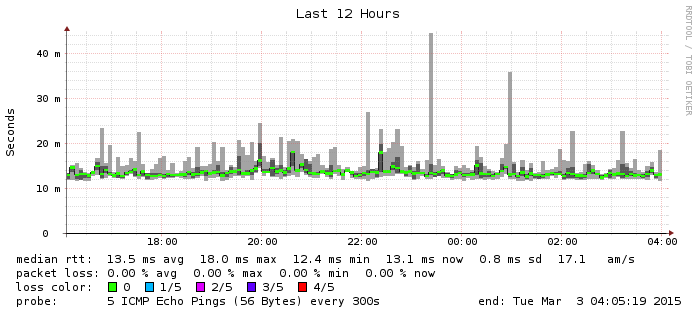 Last 12 Hours
RRDTOOL / TOBI OETIKER
Seconds
40 m
30 m
20 m
10 m
0
18:00 20:00 22:00 00:00 02:00 04:00
median rtt: 13.5 ms avg 18.0 ms max 12.4 ms min 13.1 ms now 0.8 ms sd 17.1 am/s
packet loss: 0.00 % avg 0.00 % max 0.00 % min 0.00 % now
loss color: 0 1/5 2/5 3/5 4/5
probe: 5 ICMP Echo Pings (56 Bytes) every 300s end: Tue Mar 3 04:05:19 2015